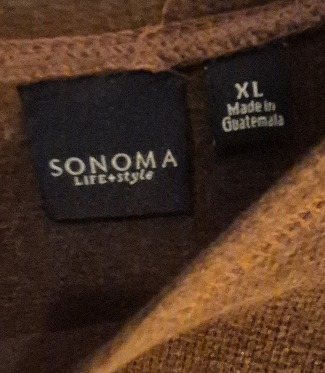 SONOMA
LIFE+style
XL
Made in
Guatemala